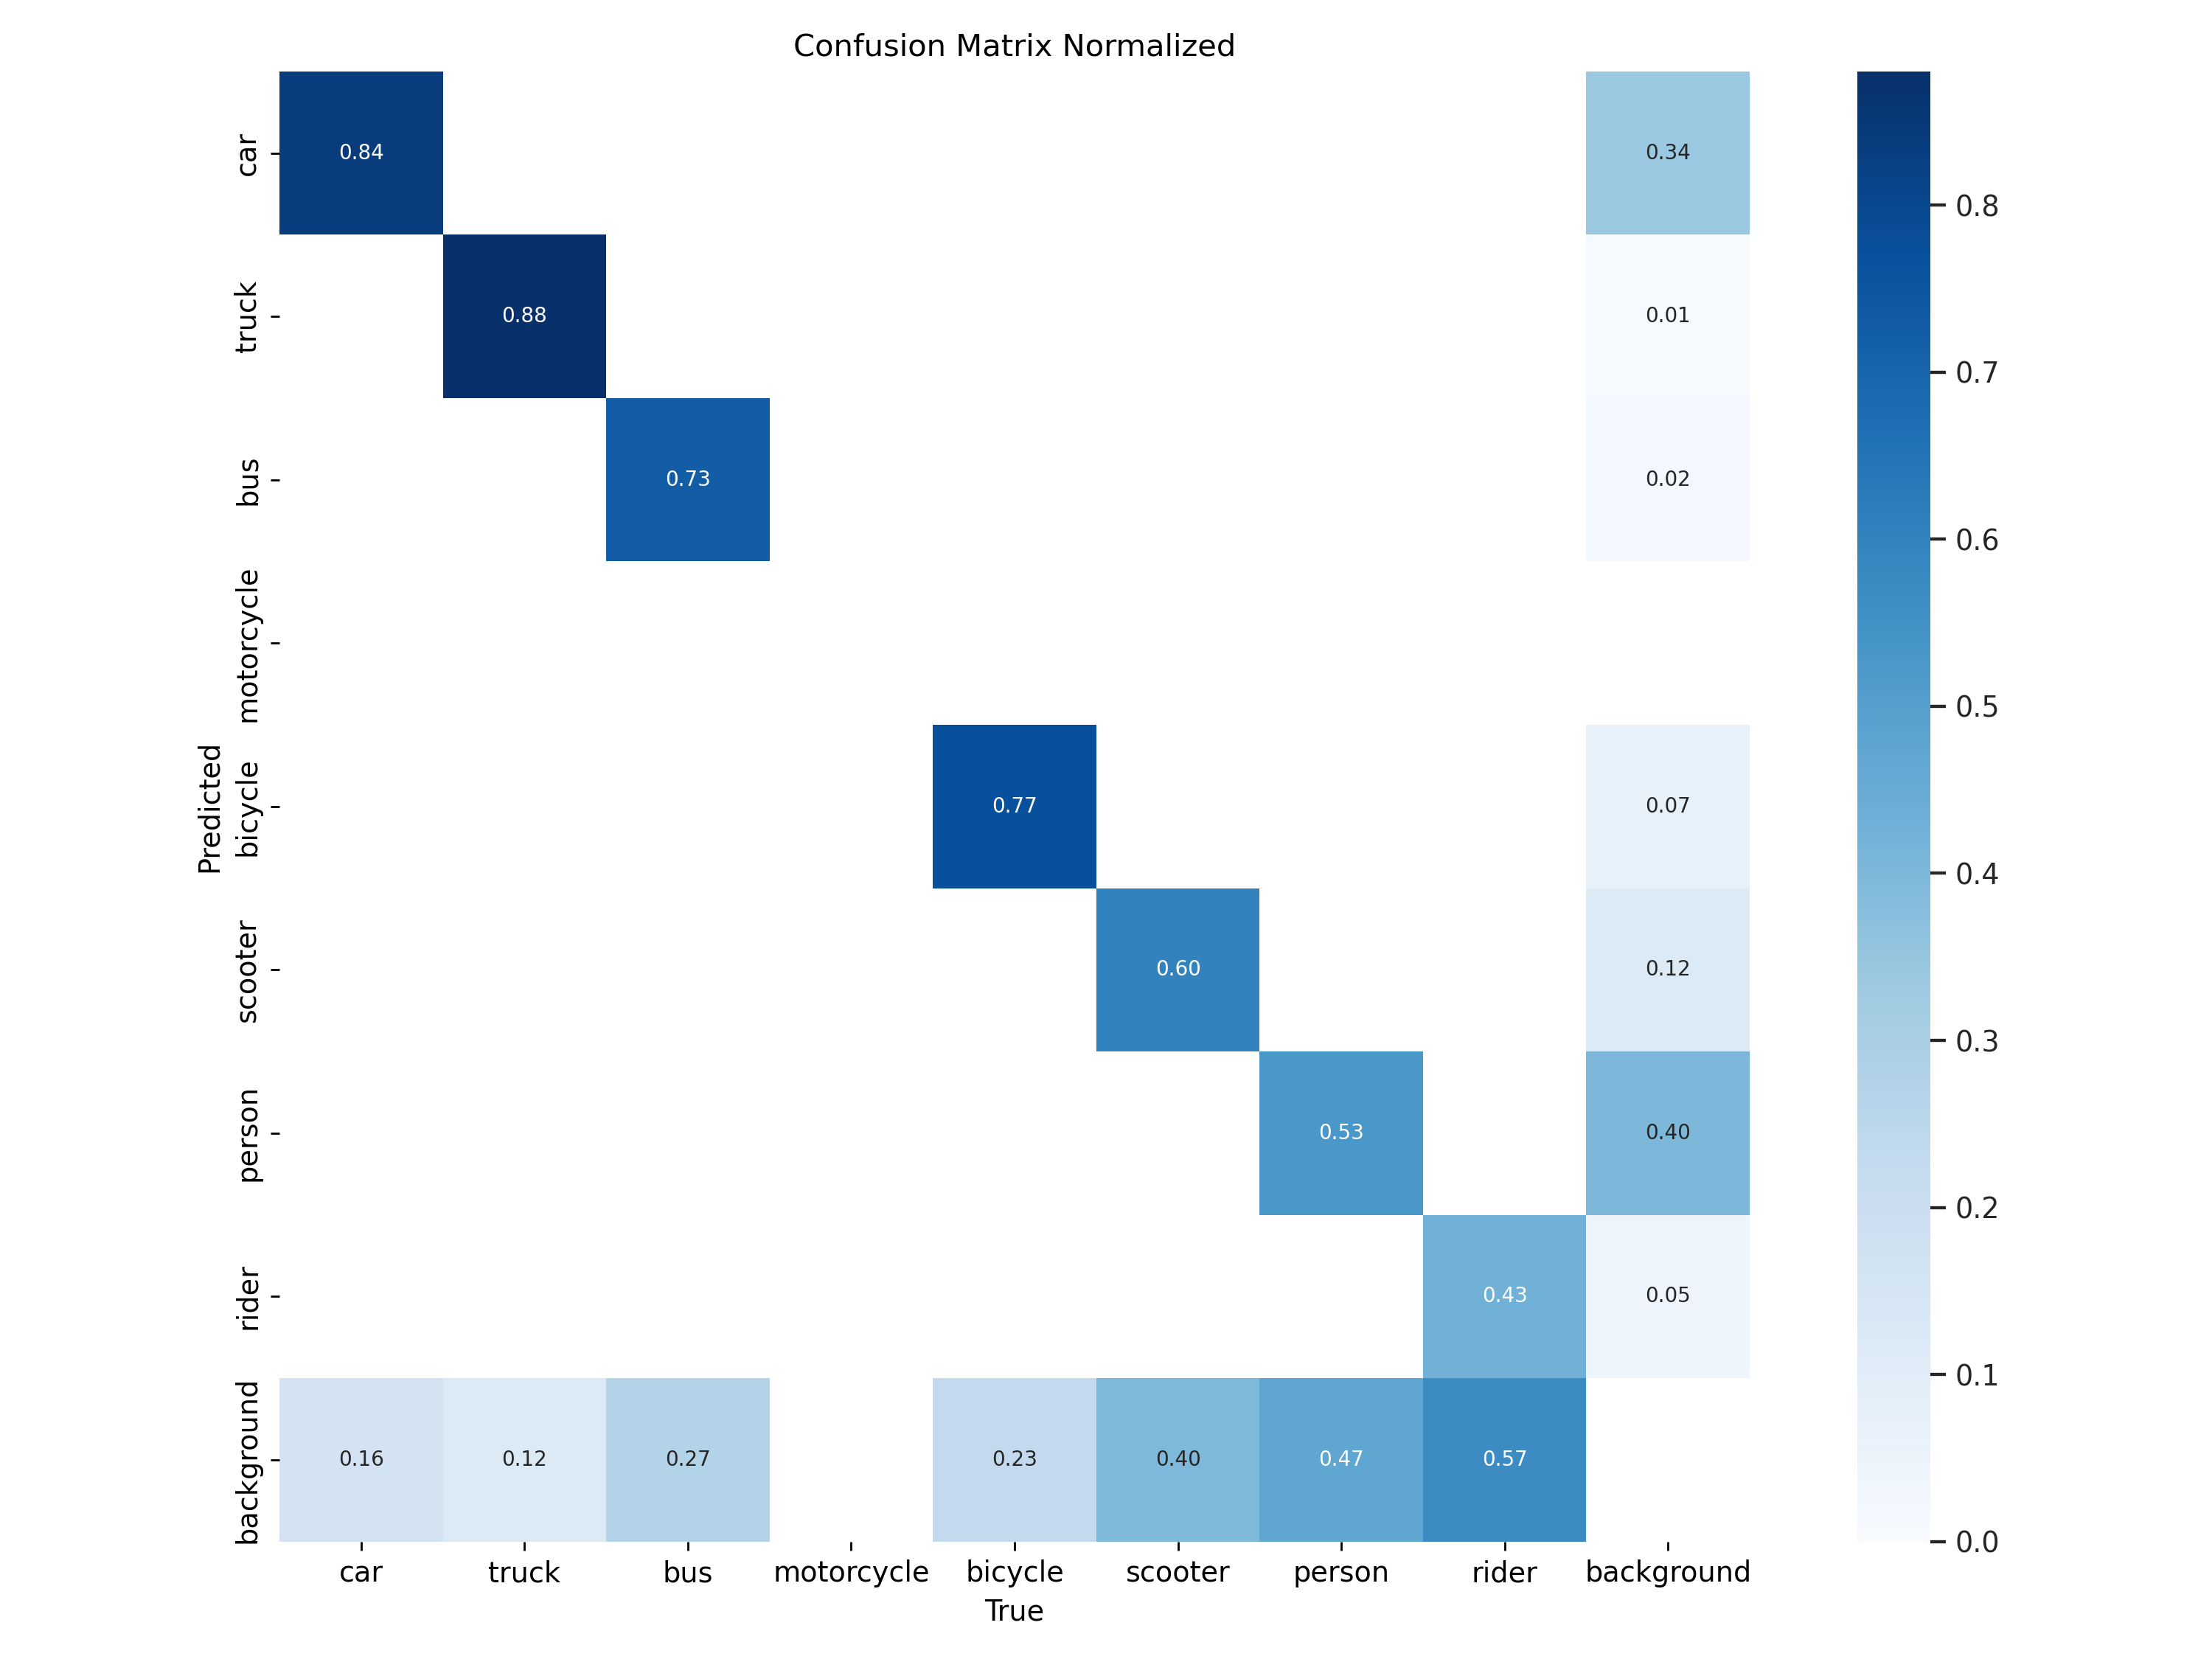 Confusion Matrix Normalized
car
0.84
0.34
truck
0.88
0.01
bus
0.73
0.02
motorcycle
bicycle
0.77
0.07
scooter
0.60
0.12
person
0.53
0.40
rider
0.43
0.05
background
0.16
0.12
0.27
0.23
0.40
0.47
0.57
Predicted
car
truck
bus
motorcycle
bicycle
scooter
person
rider
background
True
0.8
0.7
0.6
0.5
0.4
0.3
0.2
0.1
0.0